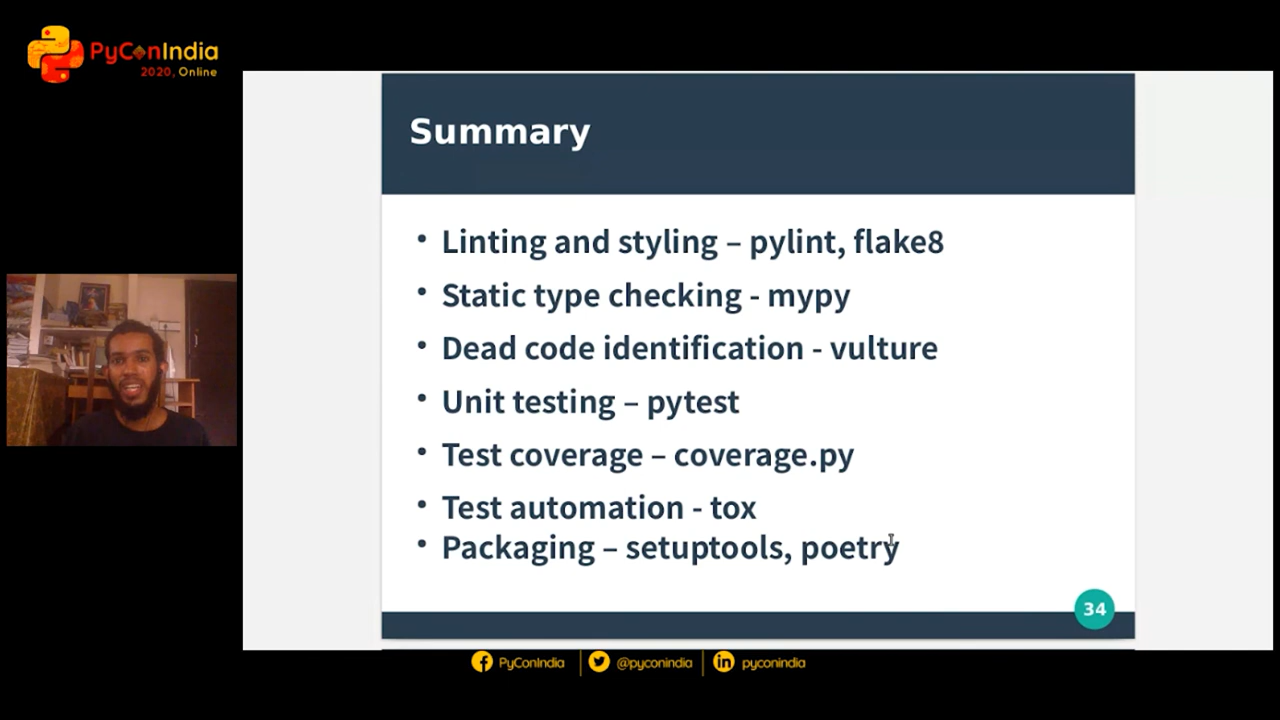 PyConIndia
2020, Online
Summary
• Linting and styling – pylint, flake8
• Static type checking - mypy
• Dead code identification - vulture
• Unit testing – pytest
• Test coverage – coverage.py
• Test automation - tox
• Packaging – setuptools, poetry
34
PyConIndia
@pyconindia
pyconindia